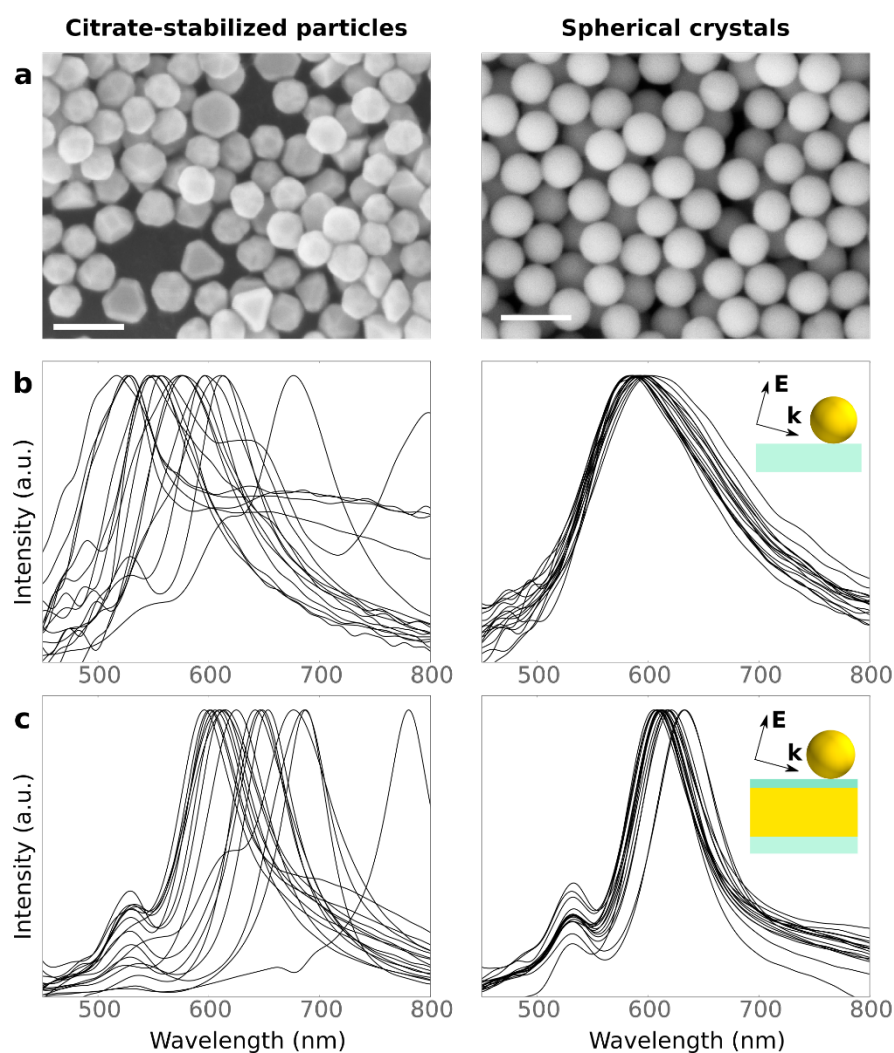 Citrate-stabilized particles
Spherical crystals
a
b
Intensity (a.u.)
E
k
500 600 700 800
500 600 700 800
c
Intensity (a.u.)
E
k
500 600 700 800
500 600 700 800
Wavelength (nm)
Wavelength (nm)